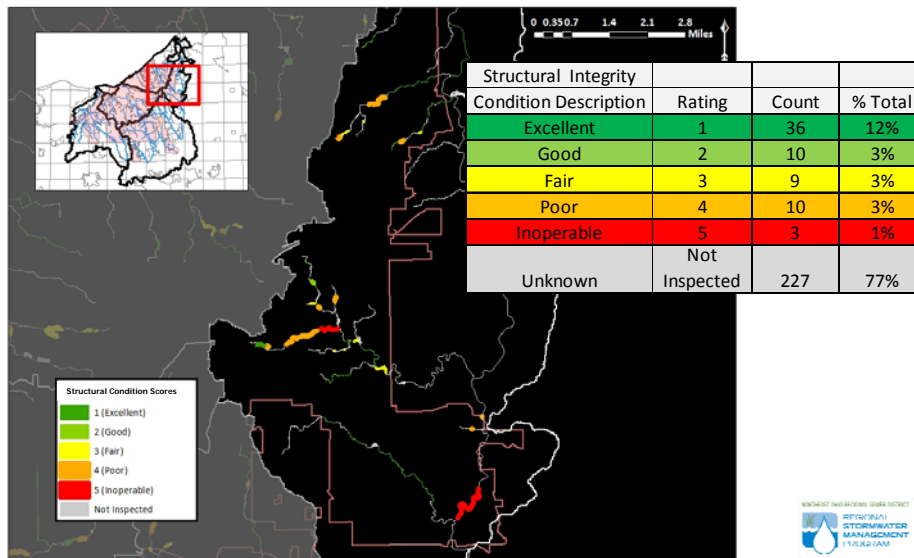 0 0.35 0.7 1.4 2.1 2.8
Miles
Structural Integrity
Condition Description Rating Count % Total
Excellent 1 36 12%
Good 2 10 3%
Fair 3 9 3%
Poor 4 10 3%
Inoperable 5 3 1%
Unknown Not Inspected 227 77%
Structural Condition Scores
1 (Excellent)
2 (Good)
3 (Fair)
4 (Poor)
5 (Inoperable)
Not Inspected
NORTHEAST OHIO REGIONAL SEWER DISTRICT
REGIONAL
STORMWATER
MANAGEMENT
PROGRAM